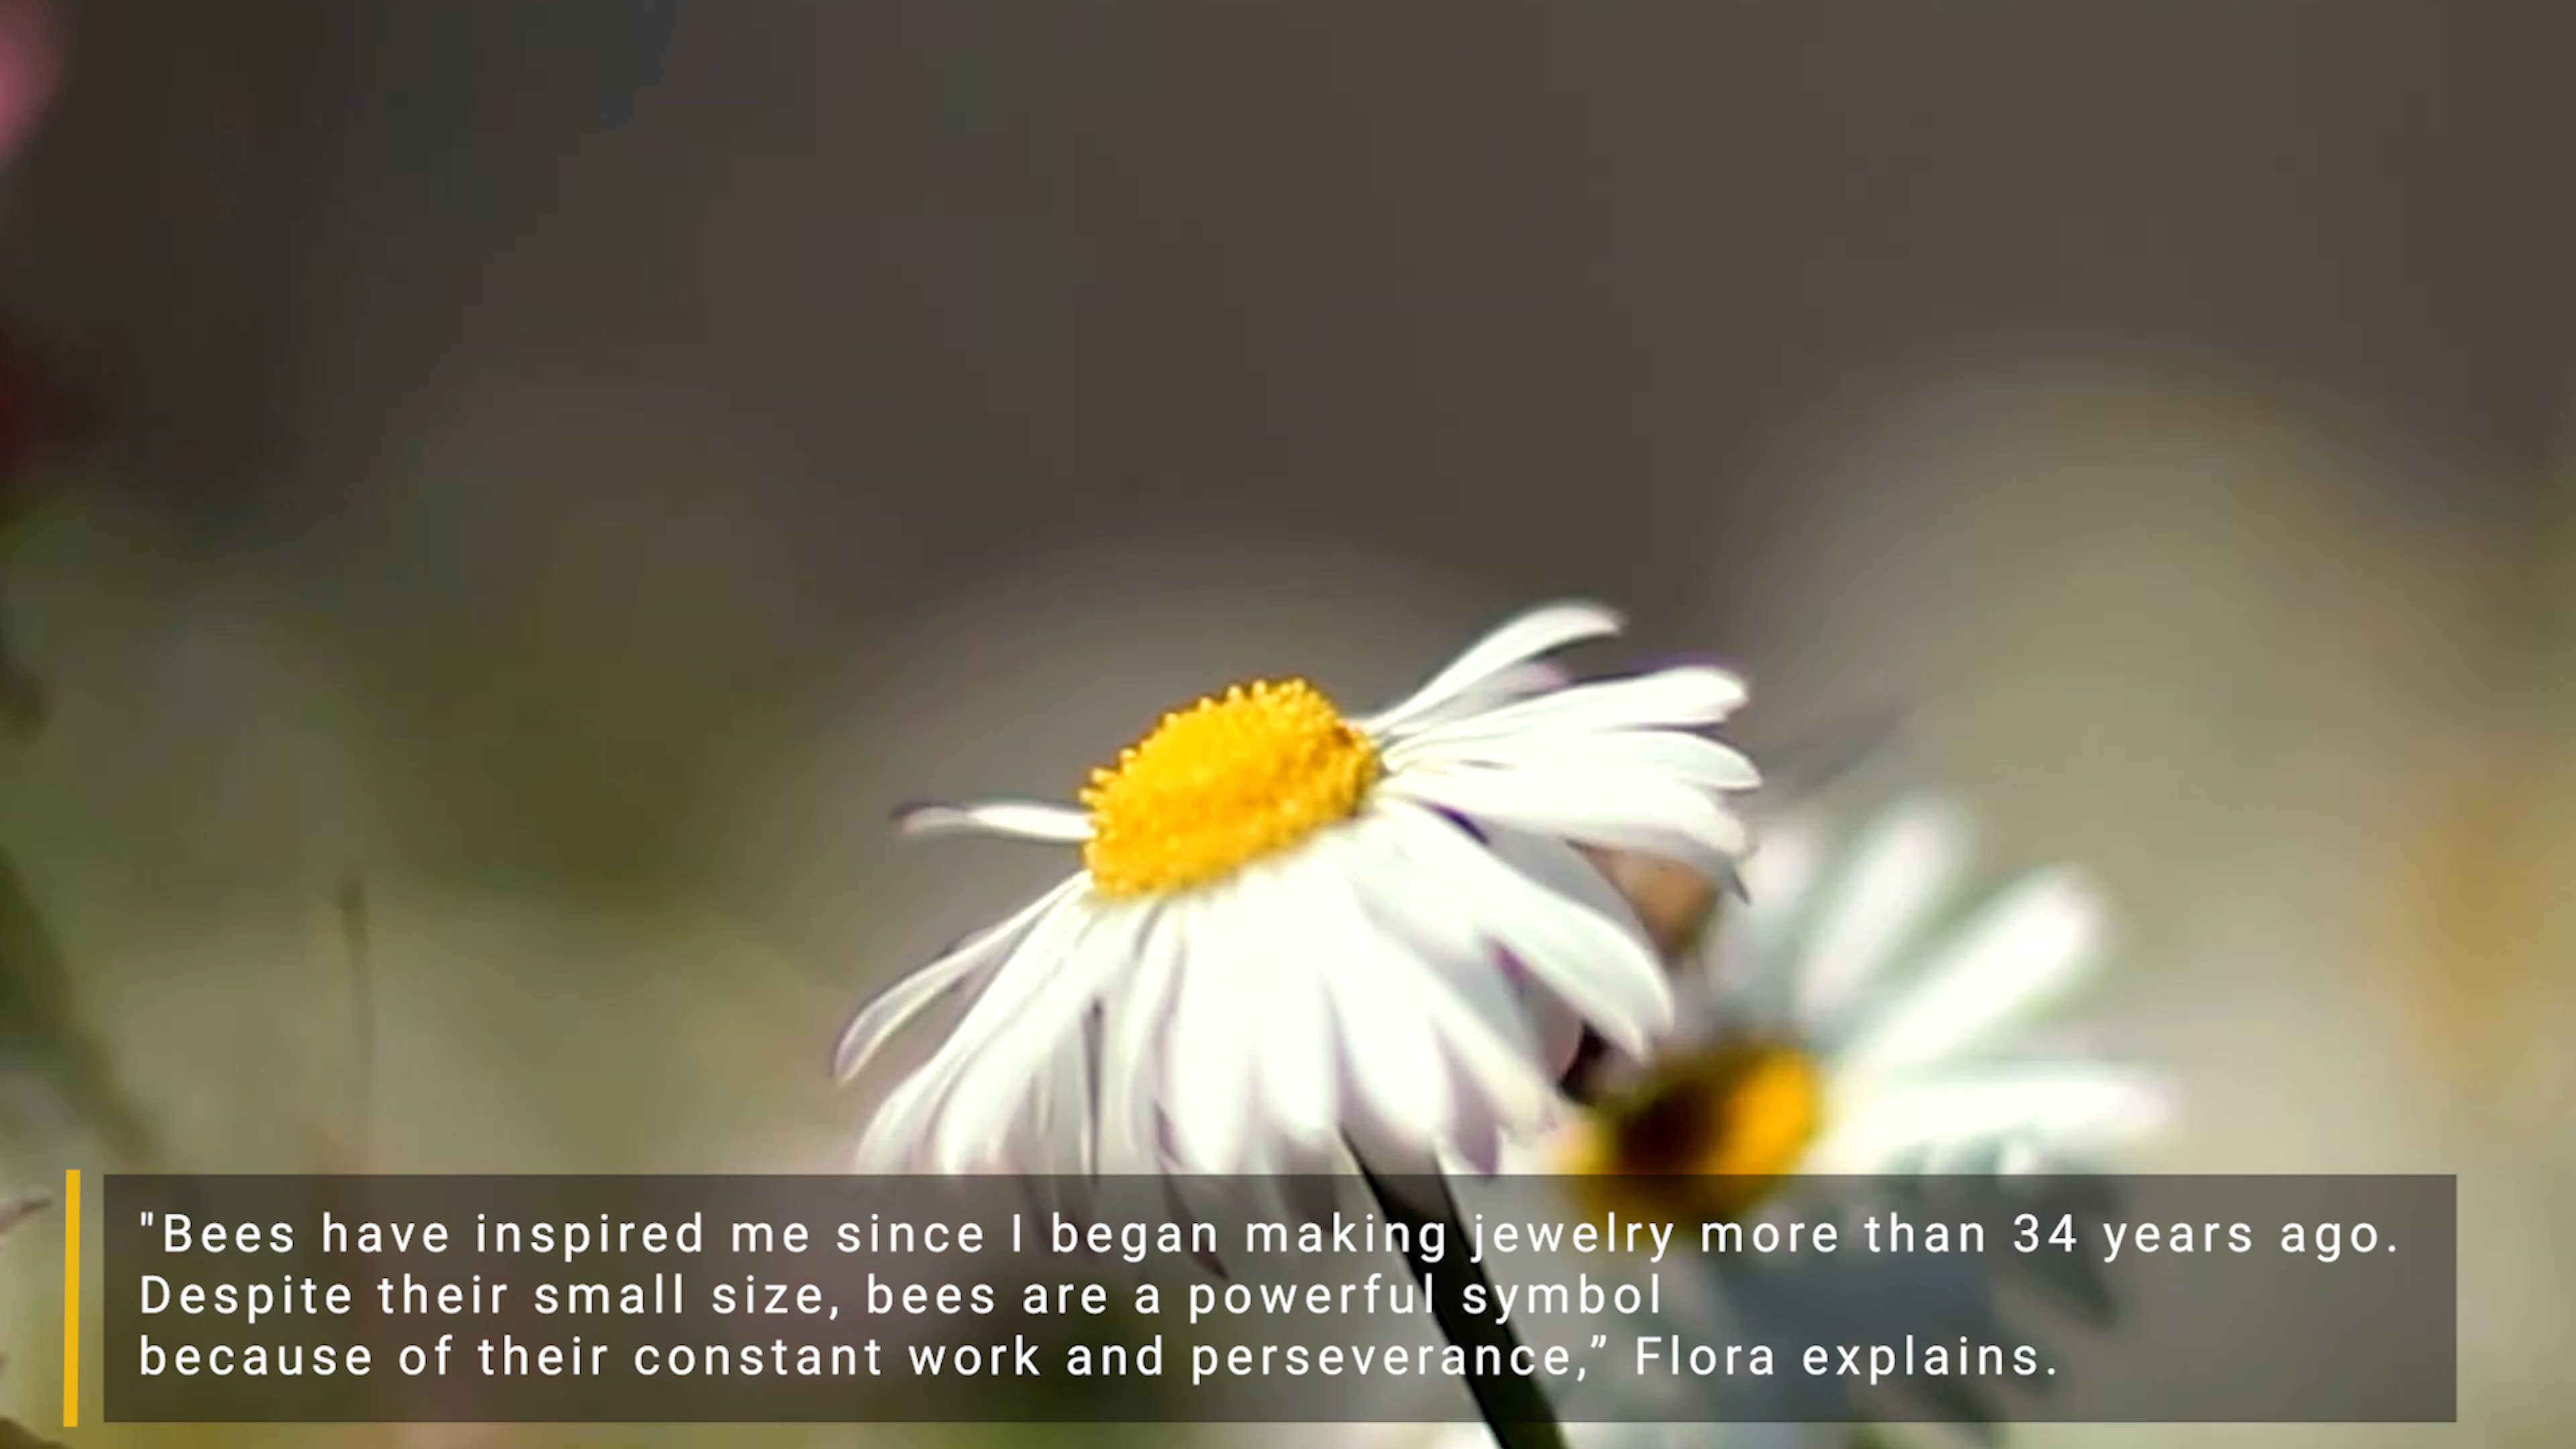 "Bees have inspired me since I began making jewelry more than 34 years ago.
Despite their small size, bees are a powerful symbol
because of their constant work and perseverance,” Flora explains.